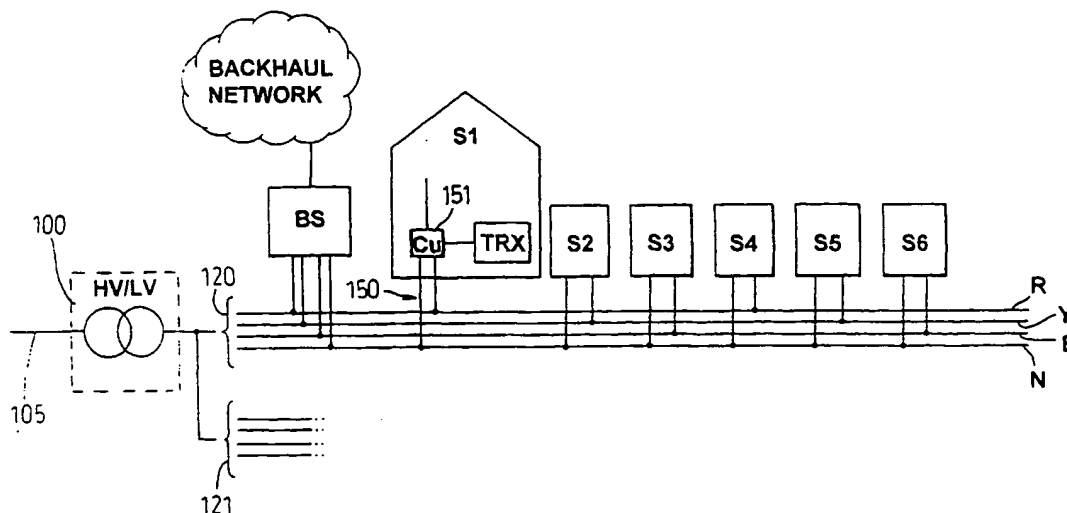 BACKHAUL
NETWORK
S1
151
BS
Cu
TRX
S2
S3
S4
S5
S6
100
HV/LV
120
150
R
Y
N
105
121